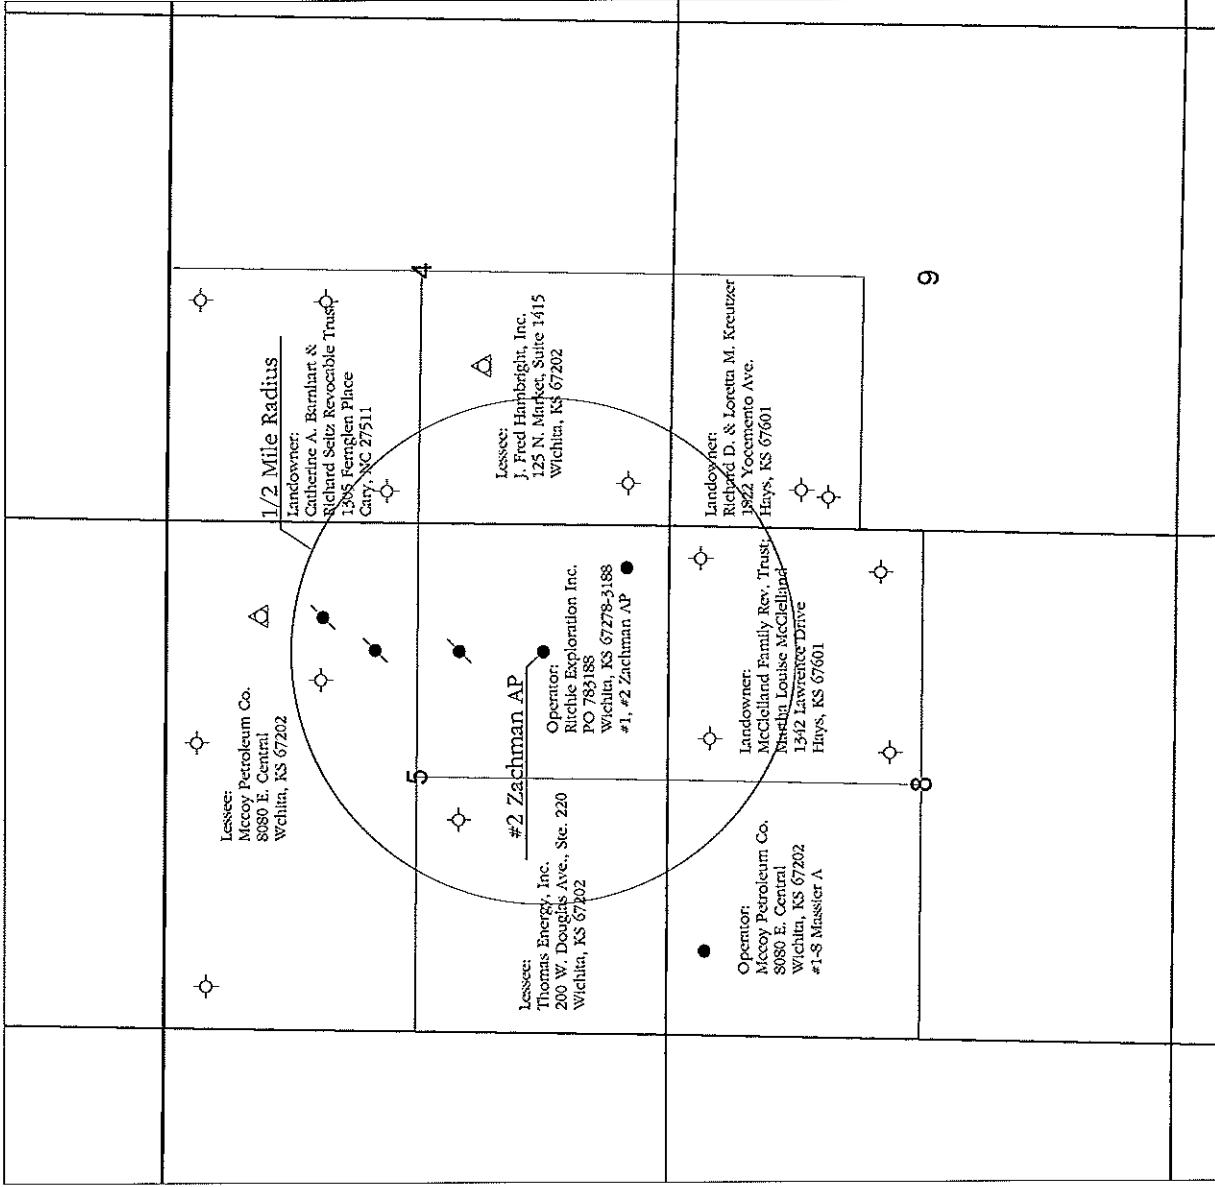 1/2 Mile Radius
Landowner:
Catherine A. Barnhart &
Richard Seitz Revocable Trust
1305 Fernglen Place
Cary, NC 27511
4
Lessee:
J. Fred Hambright, Inc.
125 N. Market, Suite 1415
Wichita, KS 67202
Landowner:
Richard D. & Loretta M. Kreutzer
1822 Yocemento Ave.
Hays, KS 67601
9
Lessee:
Mccoy Petroleum Co.
8080 E. Central
Wchita, KS 67202
5
#2 Zachman AP
Operator:
Ritchie Exploration Inc.
PO 783188
Wichita, KS 67278-3188
#1, #2 Zachman AP
Landowner:
McClelland Family Rev. Trust;
Martha Louise McClelland
1342 Lawrence Drive
Hays, KS 67601
8
Lessee:
Thomas Energy, Inc.
200 W. Douglas Ave., Ste. 220
Wichita, KS 67202
Operator:
Mccoy Petroleum Co.
8080 E. Central
Wichita, KS 67202
#1-8 Massier A